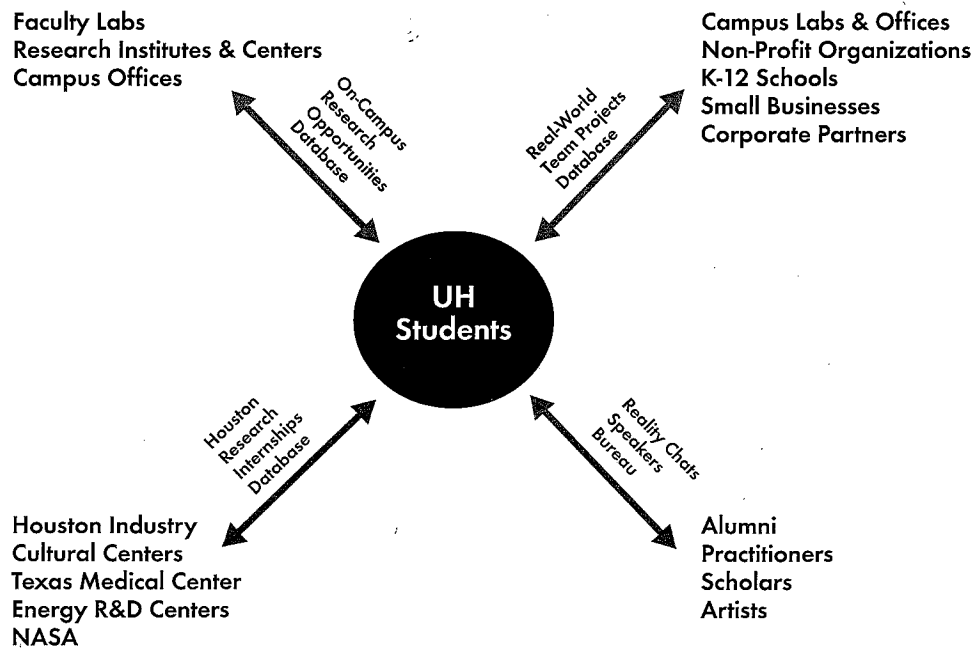 Faculty Labs
Research Institutes & Centers
Campus Offices
On-Campus
Research
Opportunities
Database
Real-World
Team Projects
Database
Campus Labs & Offices
Non-Profit Organizations
K-12 Schools
Small Businesses
Corporate Partners
UH
Students
Houston
Research
Internships
Database
Houston Industry
Cultural Centers
Texas Medical Center
Energy R&D Centers
NASA
Reality Chats
Speakers
Bureau
Alumni
Practitioners
Scholars
Artists